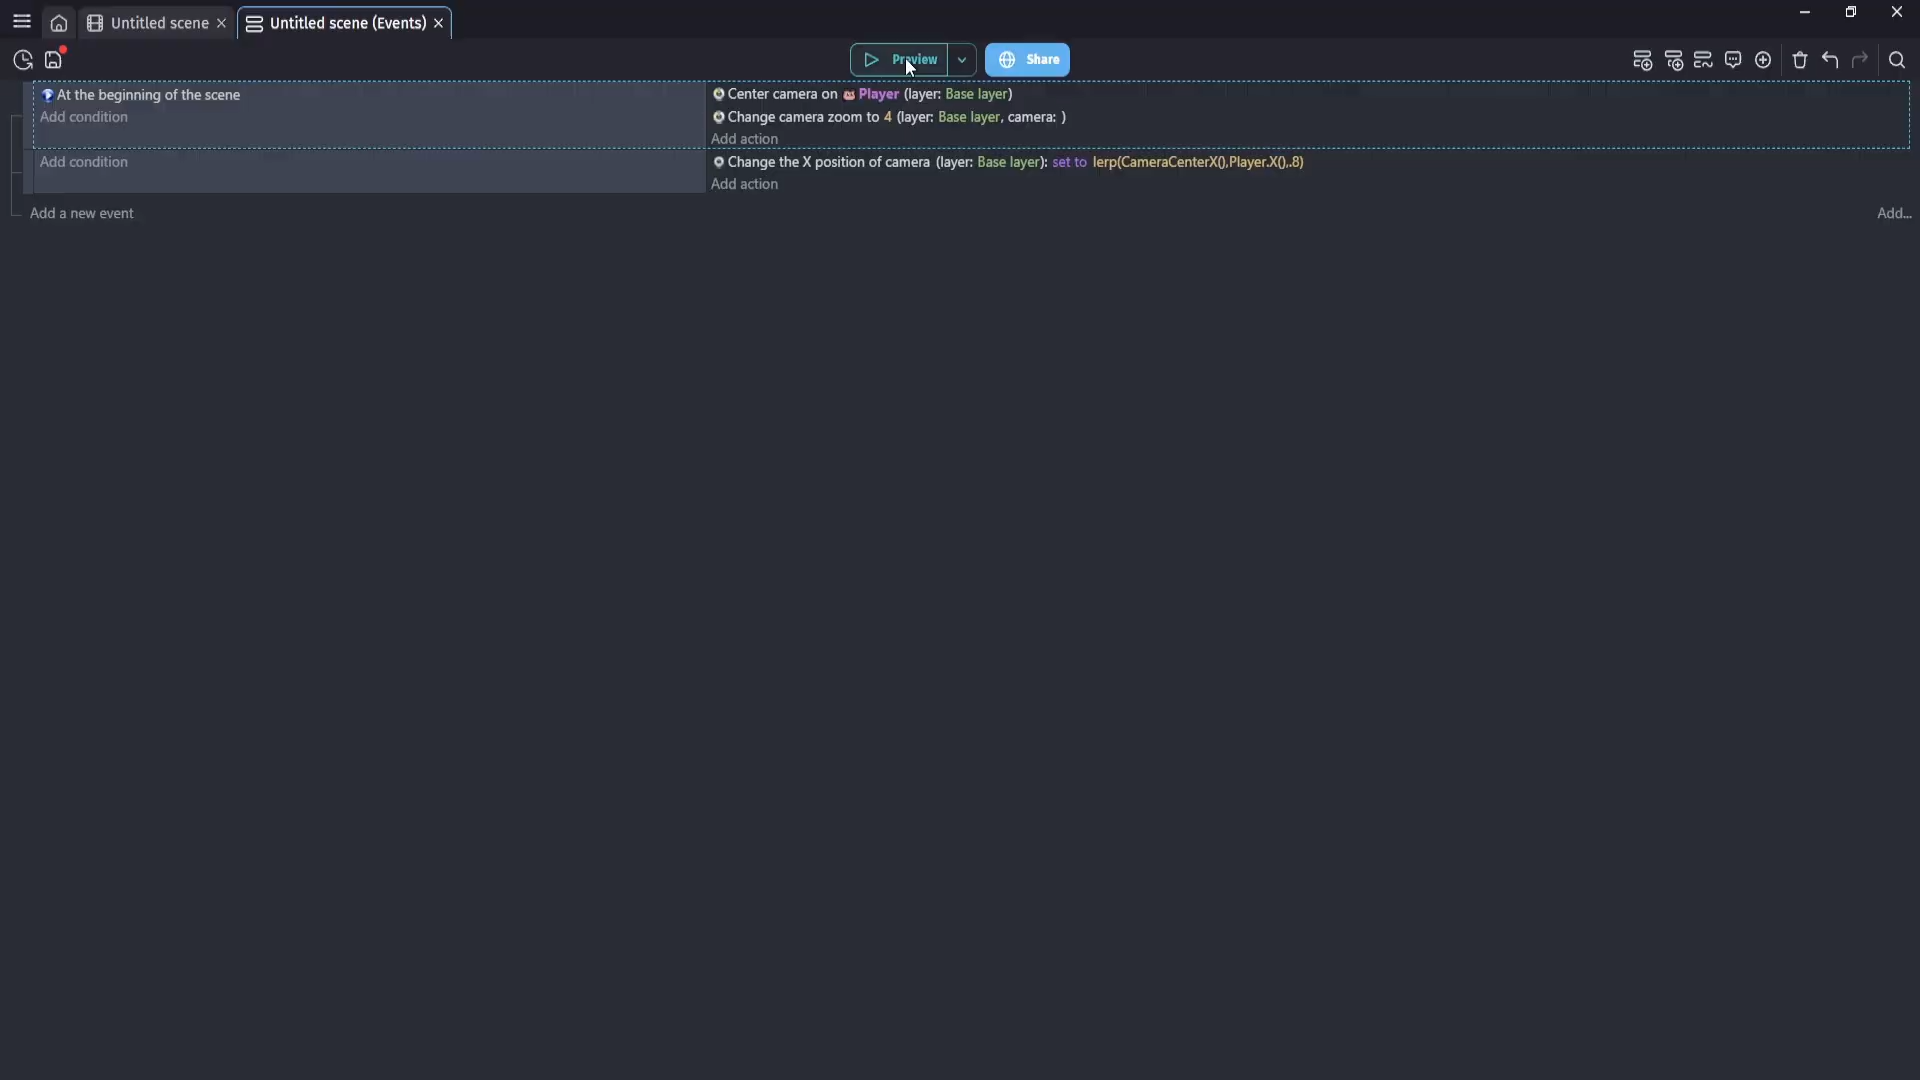 Untitled scene
Untitled scene (Events)
Preview
Share
At the beginning of the scene
Add condition
Center camera on Player (layer: Base layer)
Change camera zoom to 4 (layer: Base layer, camera: )
Add action
Add condition
Change the X position of camera (layer: Base layer): set to lerp(CameraCenterX(),Player.X(),.8)
Add action
Add a new event
Add...